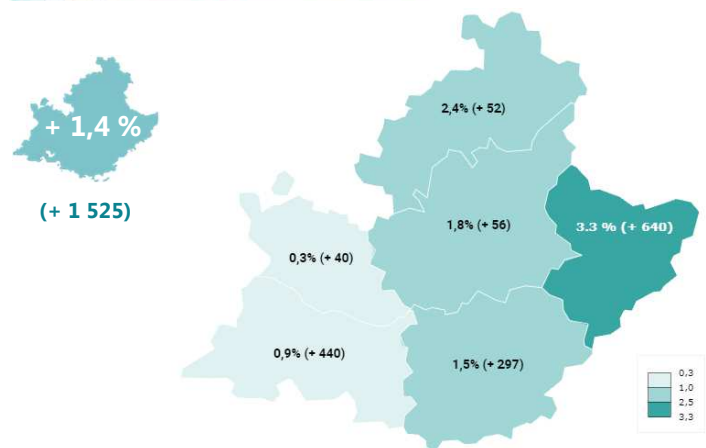 + 1,4 %
(+ 1 525)
2,4% (+ 52)
1,8% (+ 56)
3.3 % (+ 640)
0,3% (+ 40)
0,9% (+ 440)
1,5% (+ 297)
0,3
1,0
2,5
3,3